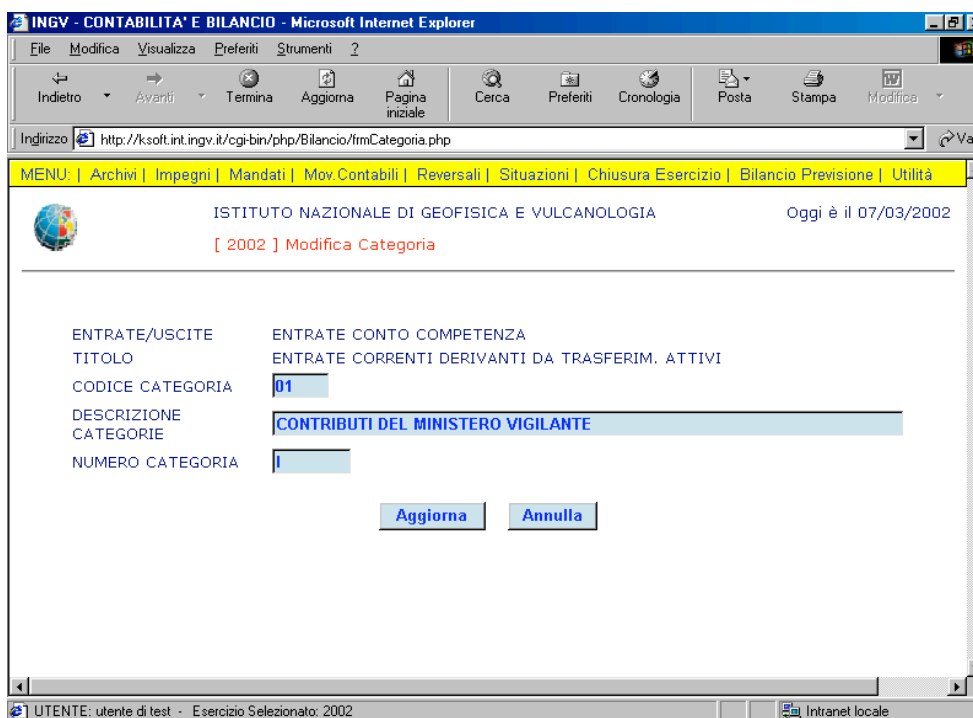 INGV - CONTABILITA' E BILANCIO - Microsoft Internet Explorer
File Modifica Visualizza Preferiti Strumenti ?
Indietro Avanti Termina Aggiorna Pagina iniziale Cerca Preferiti Cronologia Posta Stampa Modifica
Indirizzo http://ksoft.int.ingv.it/cgi-bin/php/Bilancio/frmCategoria.php Va
MENU: | Archivi | Impegni | Mandati | Mov.Contabili | Reversali | Situazioni | Chiusura Esercizio | Bilancio Previsione | Utilità
ISTITUTO NAZIONALE DI GEOFISICA E VULCANOLOGIA Oggi è il 07/03/2002
[ 2002 ] Modifica Categoria
ENTRATE/USCITE ENTRATE CONTO COMPETENZA
TITOLO ENTRATE CORRENTI DERIVANTI DA TRASFERIM. ATTIVI
CODICE CATEGORIA 01
DESCRIZIONE CATEGORIE CONTRIBUTI DEL MINISTERO VIGILANTE
NUMERO CATEGORIA I
Aggiorna Annulla
UTENTE: utente di test - Esercizio Selezionato: 2002 Intranet locale